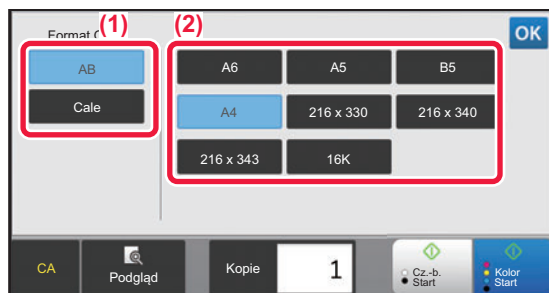 Format O
(1)
(2)
OK
AB
Cale
A6
A5
B5
A4
216 x 330
216 x 340
216 x 343
16K
CA
Podgląd
Kopie
1
Cz.-b.
Start
Kolor
Start